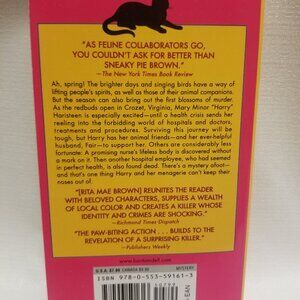 "AS FELINE COLLABORATORS GO,
YOU COULDN'T ASK FOR BETTER THAN
SNEAKY PIE BROWN."
—The New York Times Book Review
Ah, spring! The brighter days and singing birds have a way of
lifting people's spirits, as well as those of their animal companions.
But the season can also bring out the first blossoms of murder.
As the redbuds open in Crozet, Virginia, Mary Minor "Harry"
Haristeen is especially excited—until a health crisis sends her
reeling into the forbidding world of hospitals and doctors,
treatments and procedures. Surviving this journey will be
tough, but Harry has her animal friends—and her ever-helpful
husband, Fair—to support her. Others are considerably less
fortunate: A promising nurse's lifeless body is discovered without
a mark on it. Then another hospital employee, who had seemed
in perfect health, is also found dead. There's a mystery afoot—
and that's one thing Harry and her menagerie can't keep their
noses out of.
"[RITA MAE BROWN] REUNITES THE READER
WITH BELOVED CHARACTERS, SUPPLIES A WEALTH
OF LOCAL COLOR AND CREATES A KILLER WHOSE
IDENTITY AND CRIMES ARE SHOCKING."
—Richmond Times Dispatch
"THE PAW-BITING ACTION . . . BUILDS TO
THE REVELATION OF A SURPRISING KILLER."
—Publishers Weekly
www.bantamdell.com
U.S.A. $7.99 CANADA
MYSTERY
ISBN 978-0-553-59161-3
50799
EAN